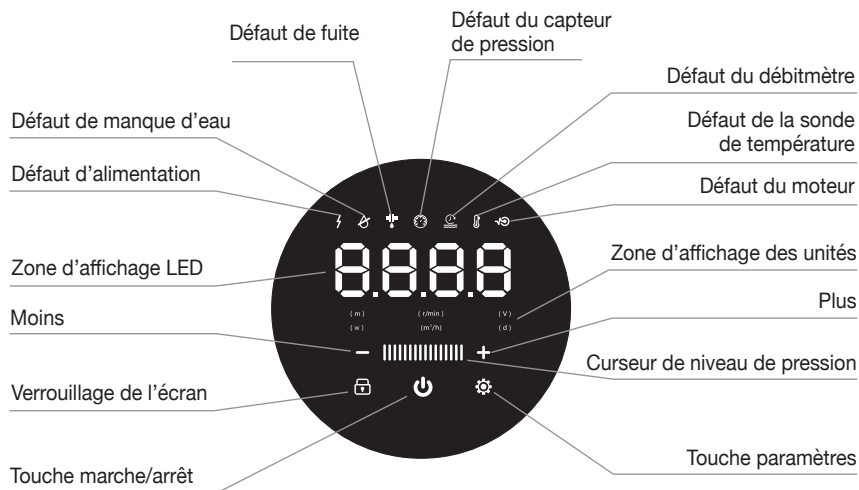 Défaut du capteur
de pression
Défaut de fuite
Défaut du débitmètre
Défaut de manque d’eau
Défaut de la sonde
de température
Défaut d’alimentation
Défaut du moteur
8.8.8.8
Zone d’affichage LED
Zone d’affichage des unités
( m ) ( r/min ) ( V )
( w ) (m³/h) ( d )
Moins
Plus
− +
Curseur de niveau de pression
Verrouillage de l’écran
Touche paramètres
Touche marche/arrêt